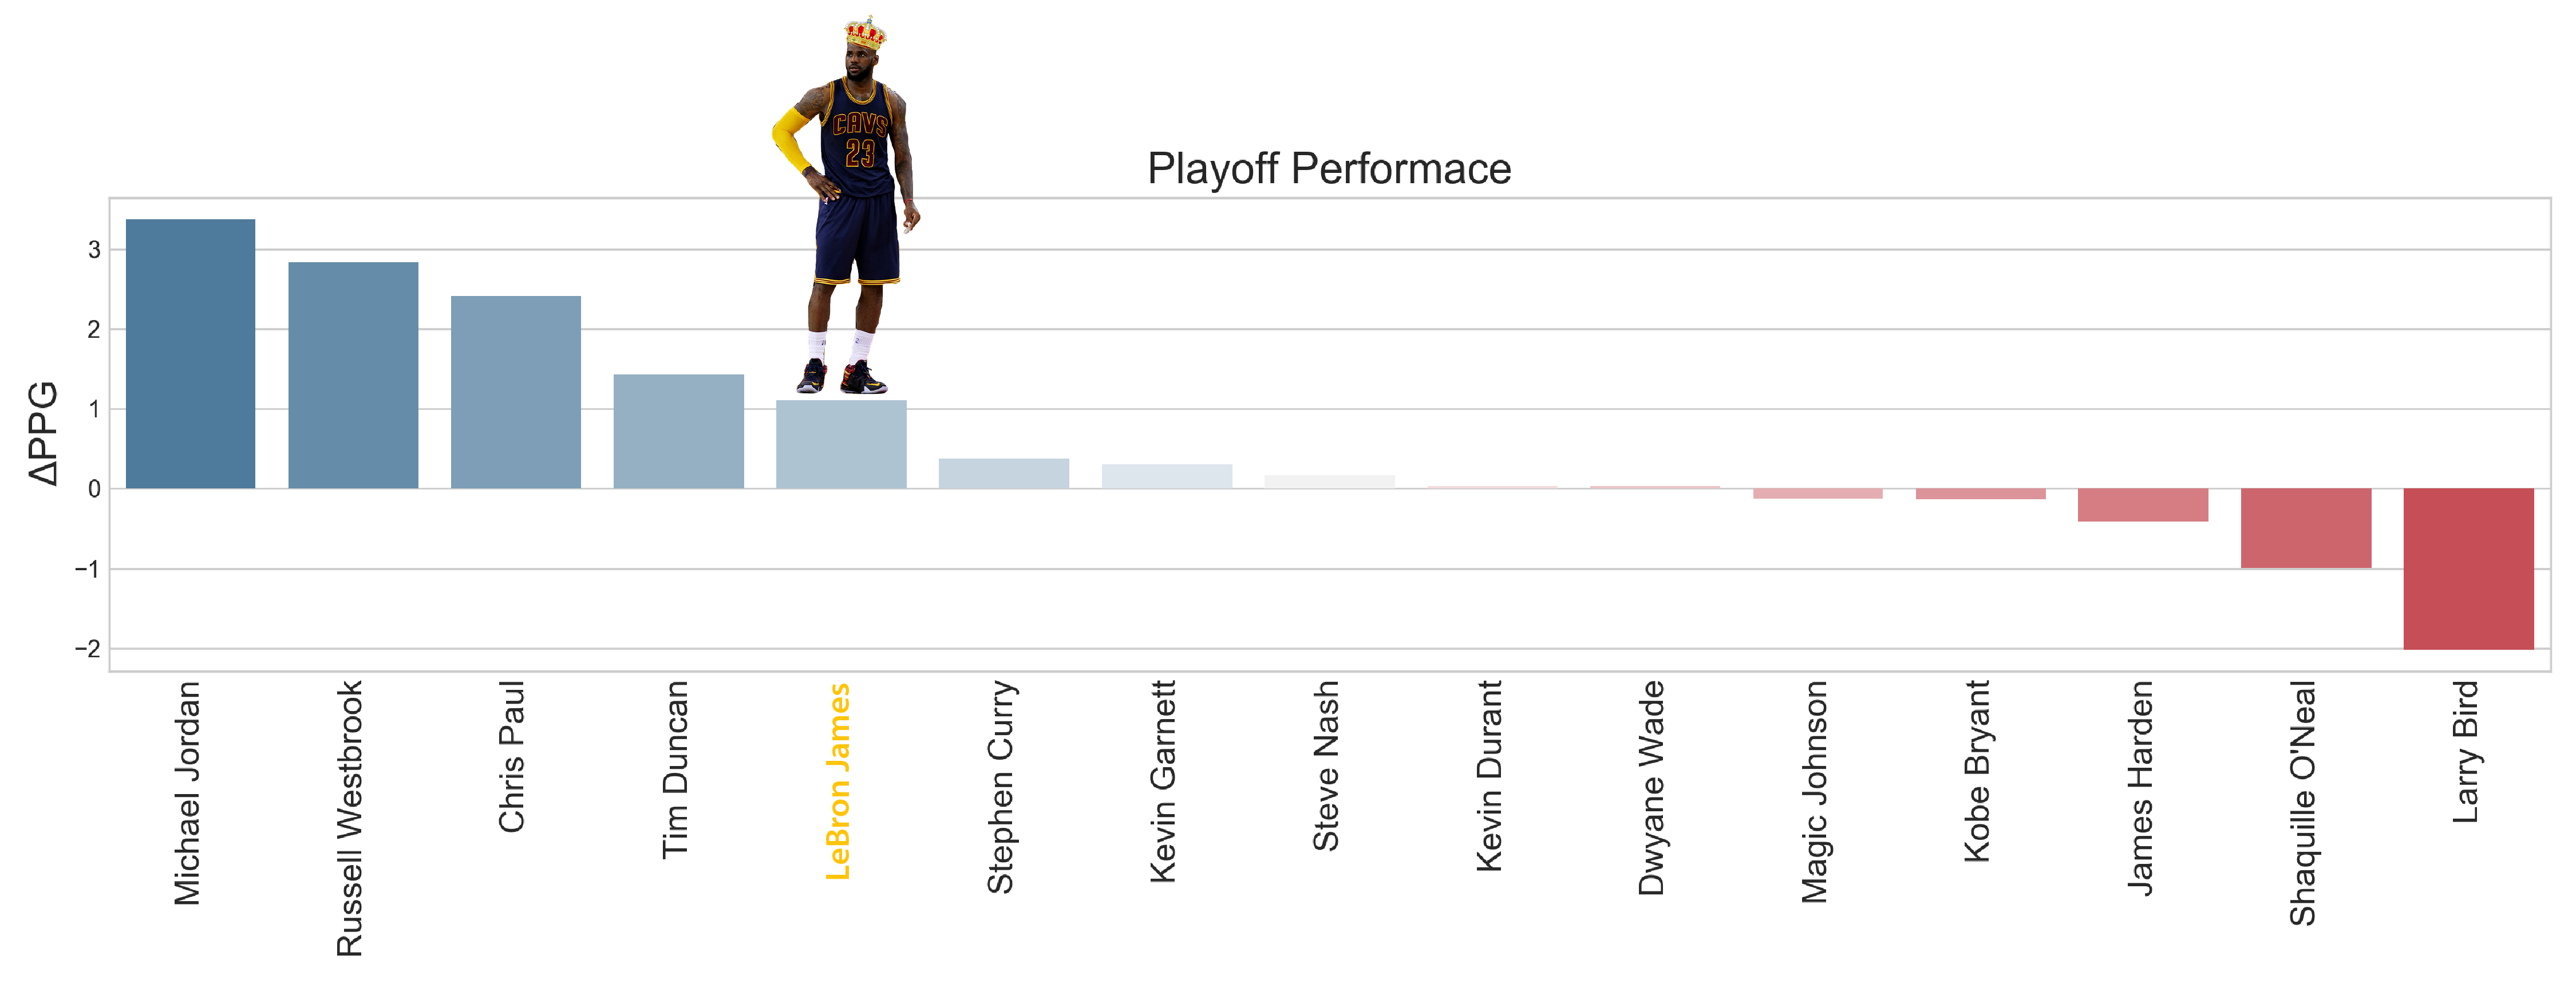 CAVS
23
Playoff Performace
ΔPPG
3
2
1
0
−1
−2
Michael Jordan
Russell Westbrook
Chris Paul
Tim Duncan
LeBron James
Stephen Curry
Kevin Garnett
Steve Nash
Kevin Durant
Dwyane Wade
Magic Johnson
Kobe Bryant
James Harden
Shaquille O'Neal
Larry Bird